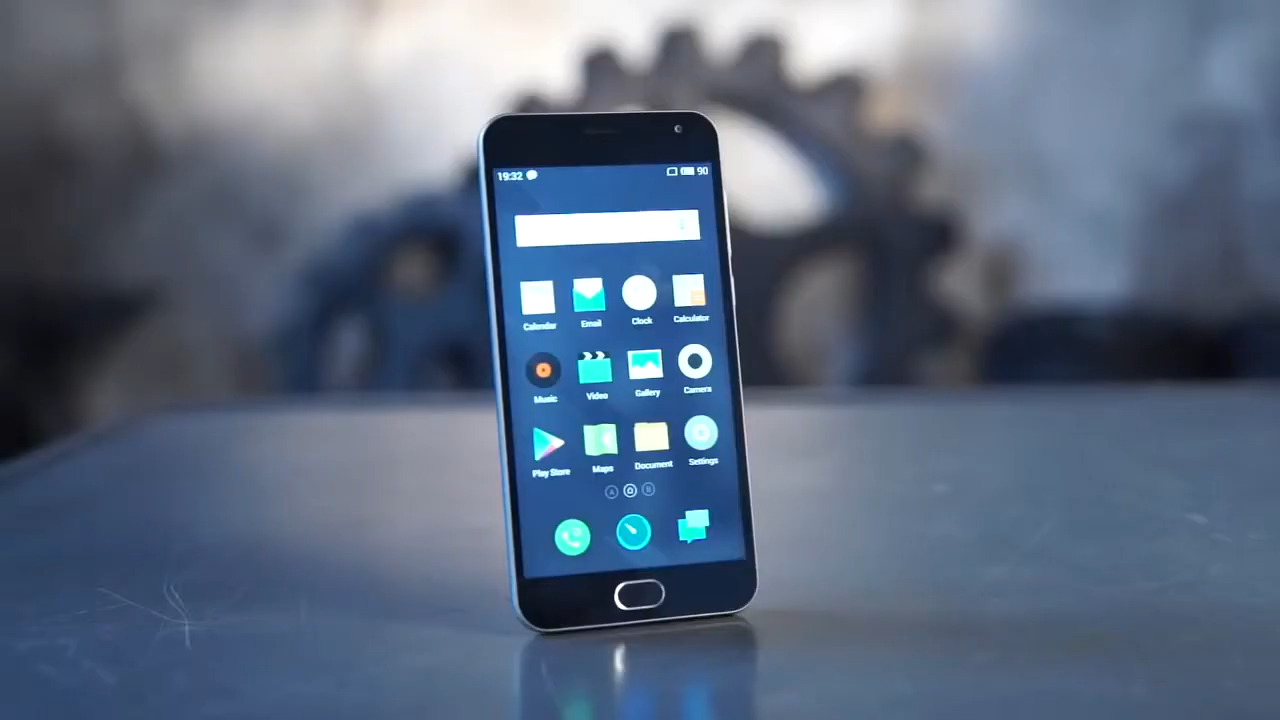 19:32 90
Calendar Email Clock Calculator
Music Video Gallery Camera
Play Store Maps Document Settings
A B